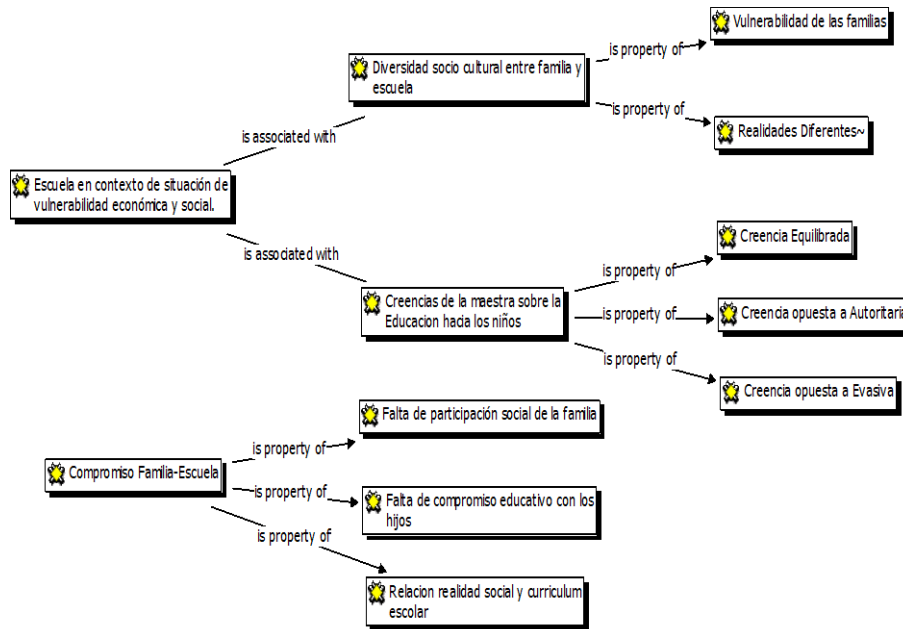 Vulnerabilidad de las familias
is property of
Diversidad socio cultural entre familia y
escuela
is property of
Realidades Diferentes~
is associated with
Escuela en contexto de situación de
vulnerabilidad económica y social.
is associated with
Creencia Equilibrada
is property of
Creencias de la maestra sobre la
Educacion hacia los niños
is property of
Creencia opuesta a Autoritaria
is property of
Creencia opuesta a Evasiva
Falta de participación social de la familia
is property of
Compromiso Familia-Escuela
is property of
Falta de compromiso educativo con los
hijos
is property of
Relacion realidad social y curriculum
escolar